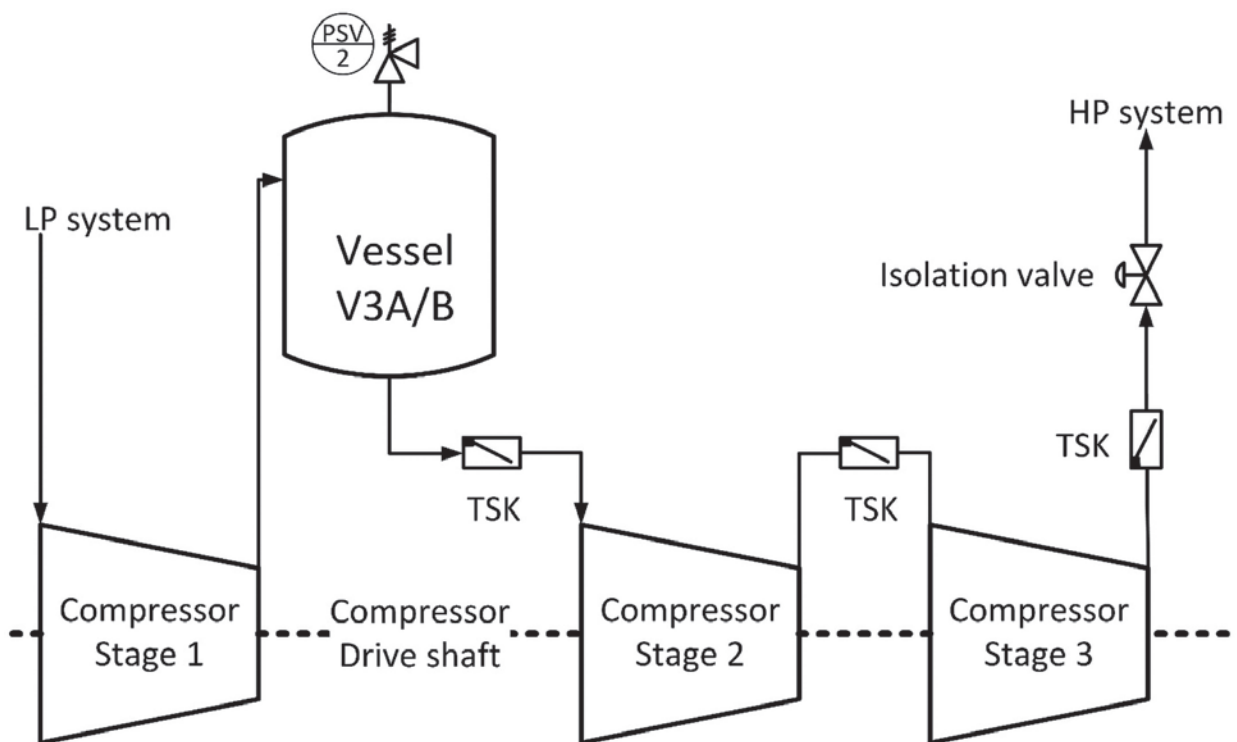 PSV
2
HP system
LP system
Vessel
V3A/B
Isolation valve
TSK
TSK
TSK
Compressor
Stage 1
Compressor
Drive shaft
Compressor
Stage 2
Compressor
Stage 3